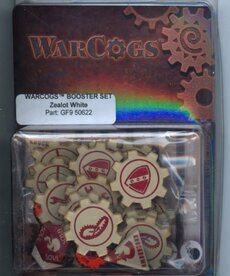 WARCOGS
WARCOGS™ BOOSTER SET
Zealot White
Part: GF9 50622